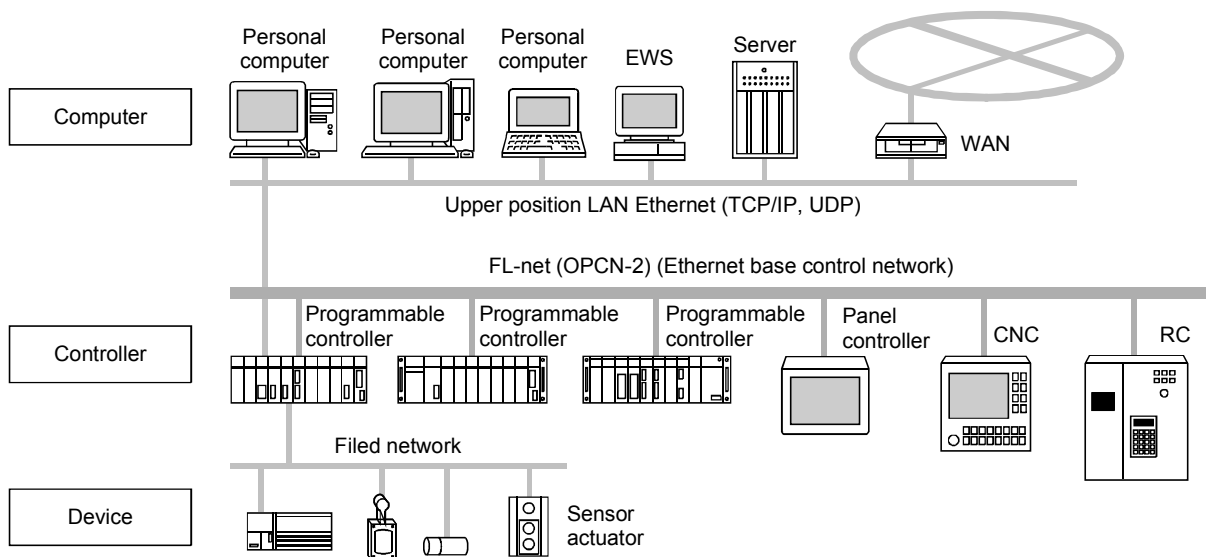 Personal
computer
Personal
computer
Personal
computer
EWS
Server
Computer
WAN
Upper position LAN Ethernet (TCP/IP, UDP)
FL-net (OPCN-2) (Ethernet base control network)
Controller
Programmable
controller
Programmable
controller
Programmable
controller
Panel
controller
CNC
RC
Filed network
Device
Sensor
actuator